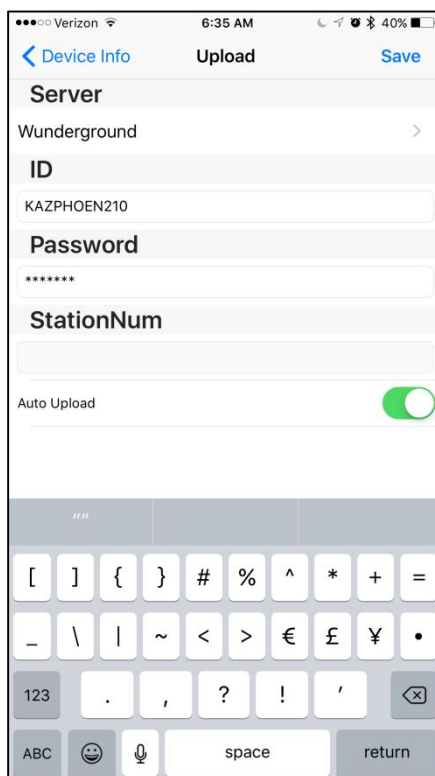 ●●●○○ Verizon 6:35 AM 40%
Device Info Upload Save
Server
Wunderground
ID
KAZPHOEN210
Password
*******
StationNum
Auto Upload
""
[ ] { } # % ^ * + =
_ \ | ~ < > € £ ¥ •
123 . , ? ! ′
ABC space return